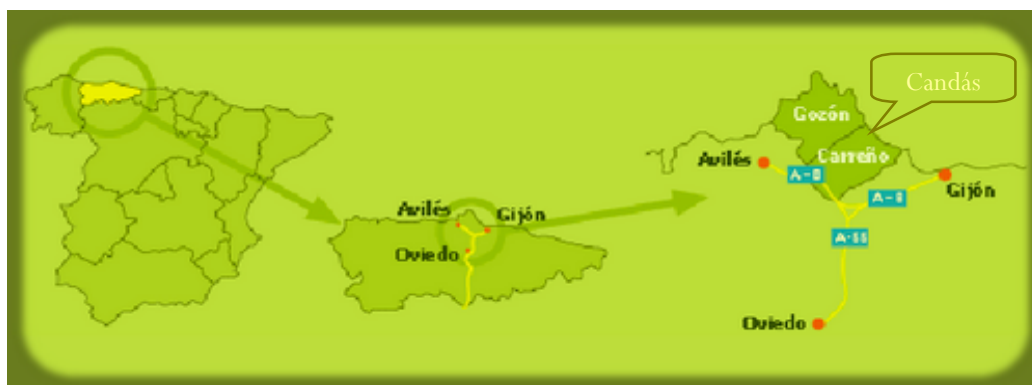 Candás
Gozón
Avilés
Carreño
A-8
A-8
Gijón
Avilés
Gijón
A-66
Oviedo
Oviedo